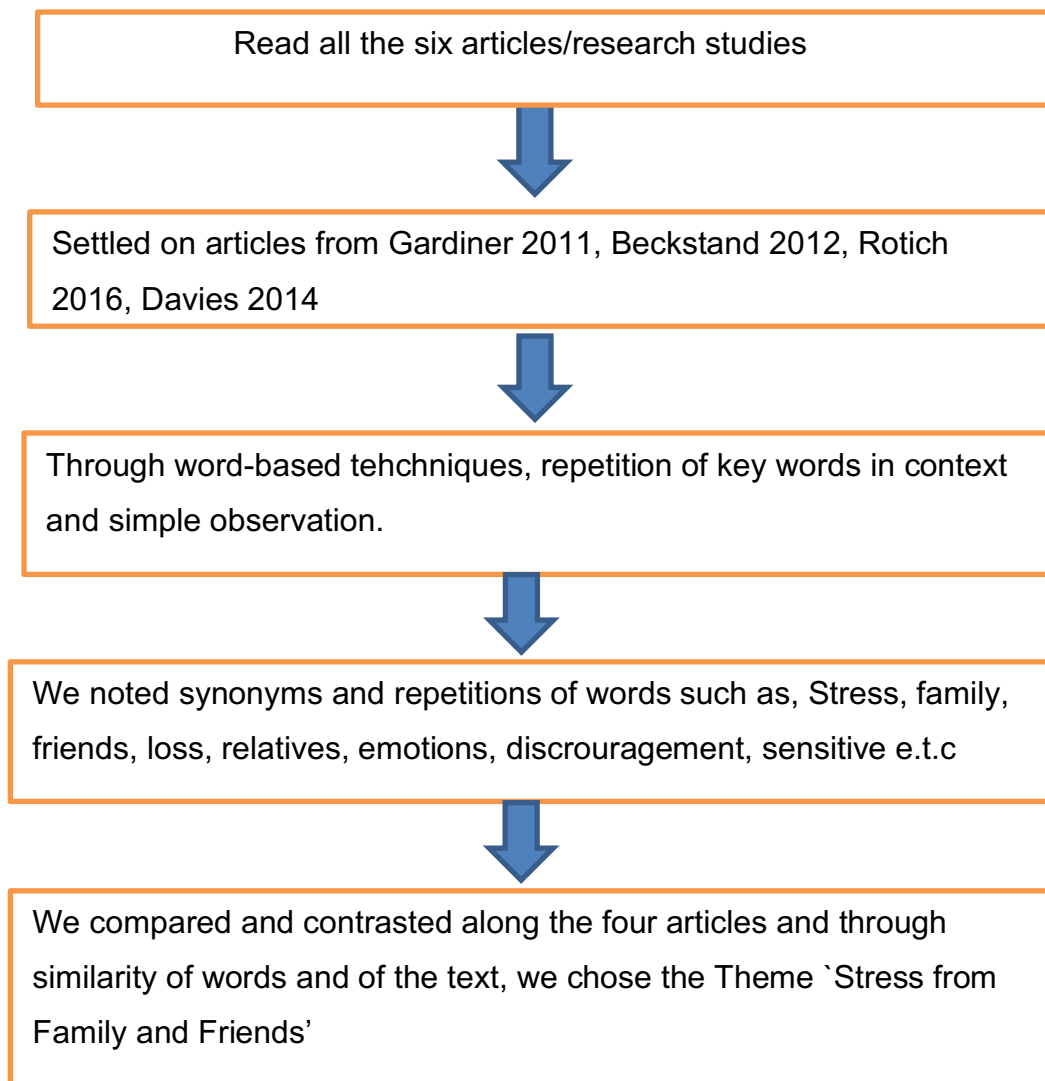 Read all the six articles/research studies
Settled on articles from Gardiner 2011, Beckstand 2012, Rotich
2016, Davies 2014
Through word-based tehchniques, repetition of key words in context
and simple observation.
We noted synonyms and repetitions of words such as, Stress, family,
friends, loss, relatives, emotions, discrouragement, sensitive e.t.c
We compared and contrasted along the four articles and through
similarity of words and of the text, we chose the Theme `Stress from
Family and Friends’